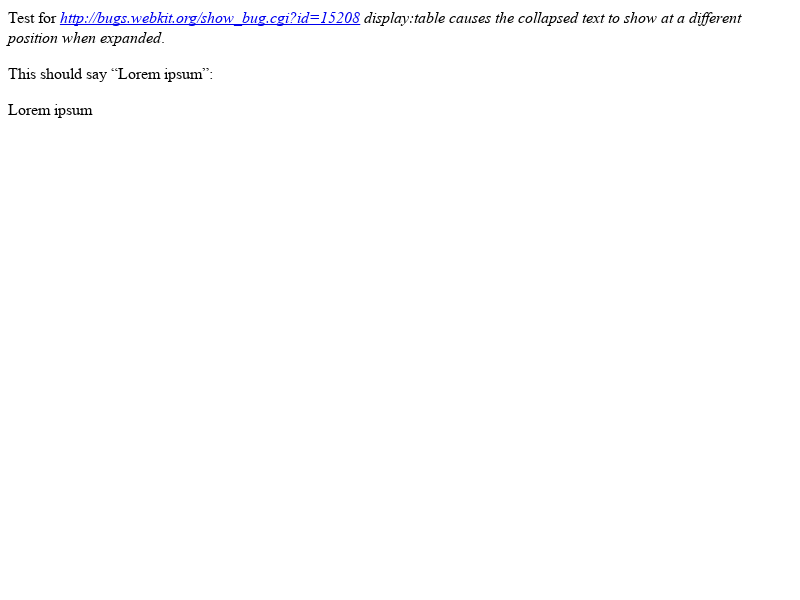 Test for http://bugs.webkit.org/show_bug.cgi?id=15208 display:table causes the collapsed text to show at a different
position when expanded.
This should say “Lorem ipsum”:
Lorem ipsum